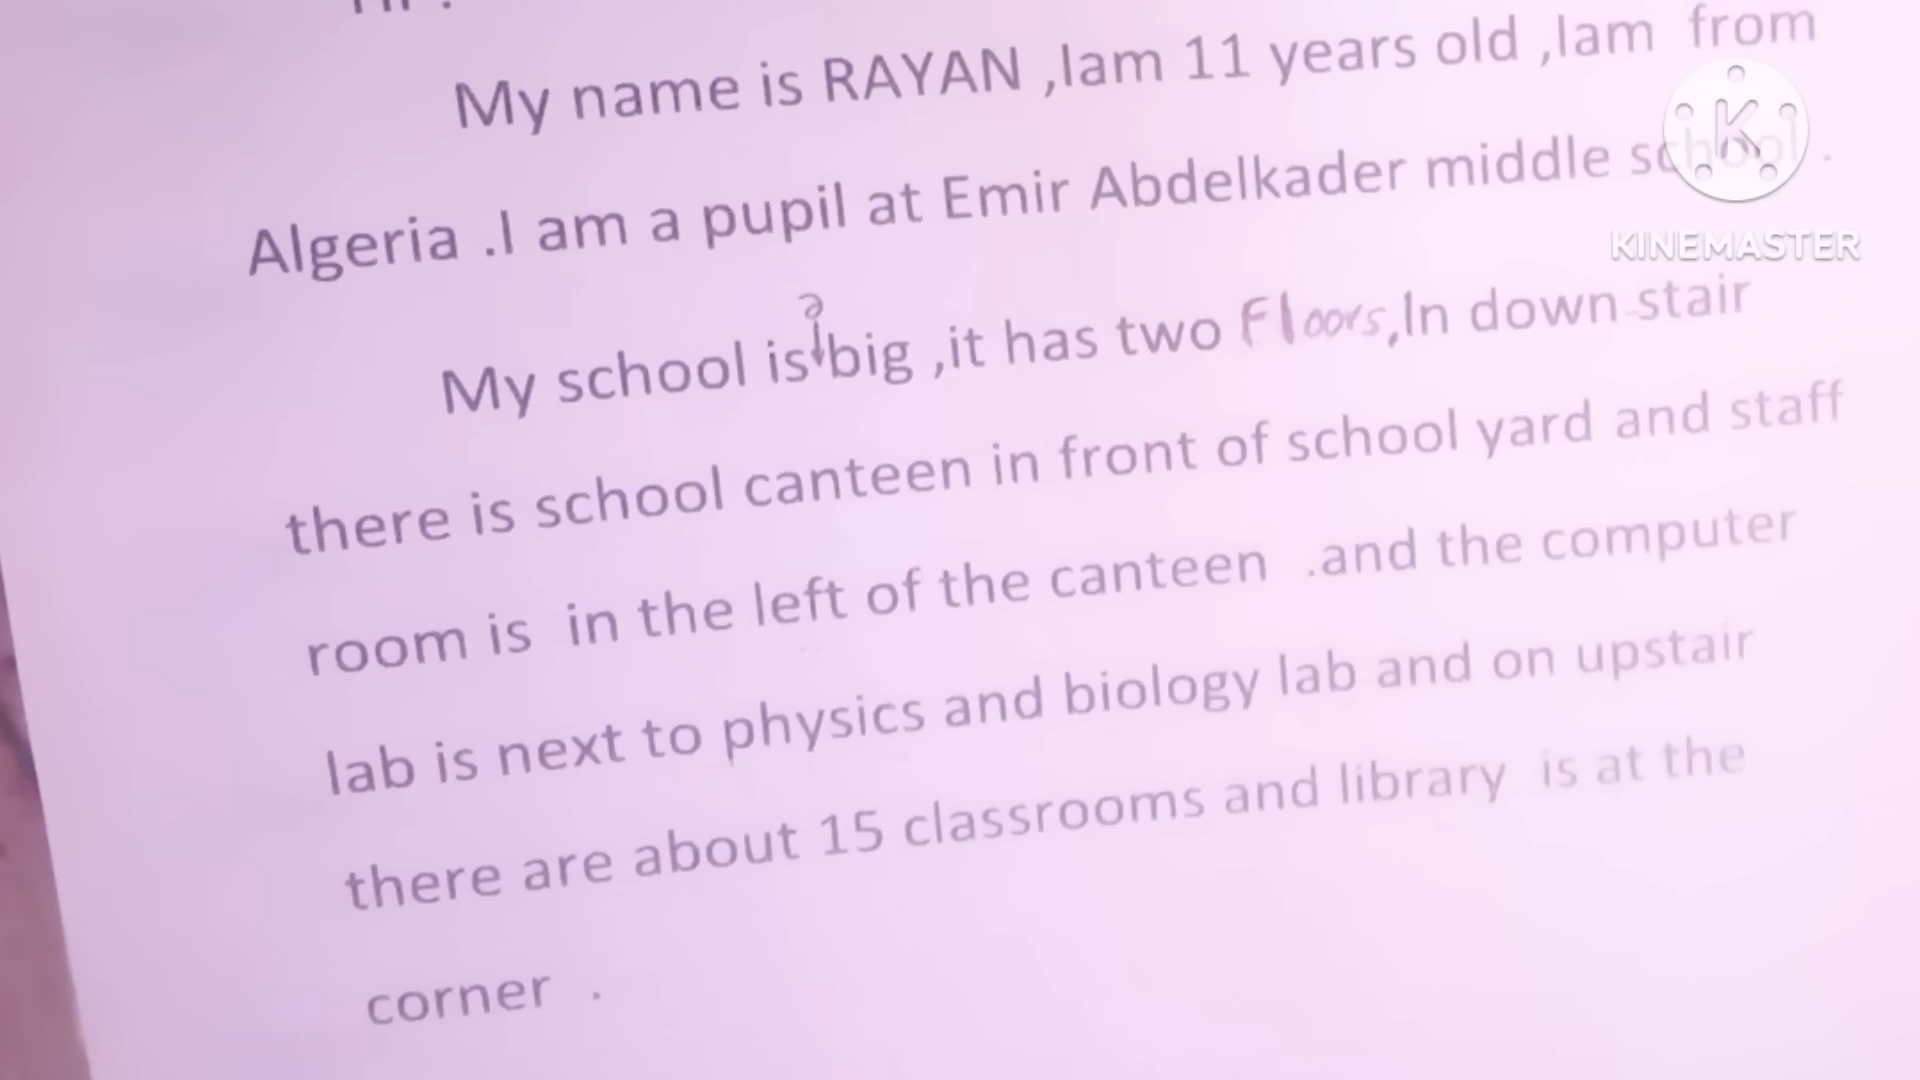 My name is RAYAN ,Iam 11 years old ,Iam from
Algeria .I am a pupil at Emir Abdelkader middle school .
KINEMASTER
a
My school is big ,it has two Floors,In down stair
there is school canteen in front of school yard and staff
room is in the left of the canteen .and the computer
lab is next to physics and biology lab and on upstair
there are about 15 classrooms and library is at the
corner .